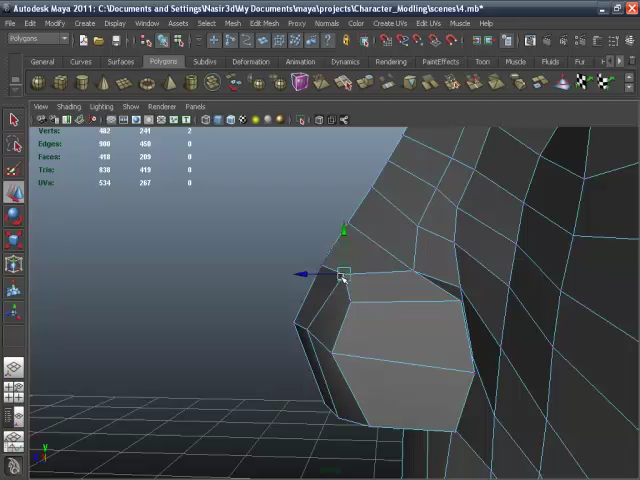 Autodesk Maya 2011: C:\Documents and Settings\Nasir3d\My Documents\maya\Projects\Character_Modling\scenes\4.mb*
File Edit Modify Create Display Window Assets Select Mesh Edit Mesh Proxy Normals Color Create UVs Edit UVs Muscle Help
Polygons
General Curves Surfaces Polygons Subdivs Deformation Animation Dynamics Rendering PaintEffects Toon Muscle Fluids Fur
View Shading Lighting Show Renderer Panels
Verts: 482 241 2
Edges: 900 450 0
Faces: 418 209 0
Tris: 838 419 0
UVs: 534 267 0
y